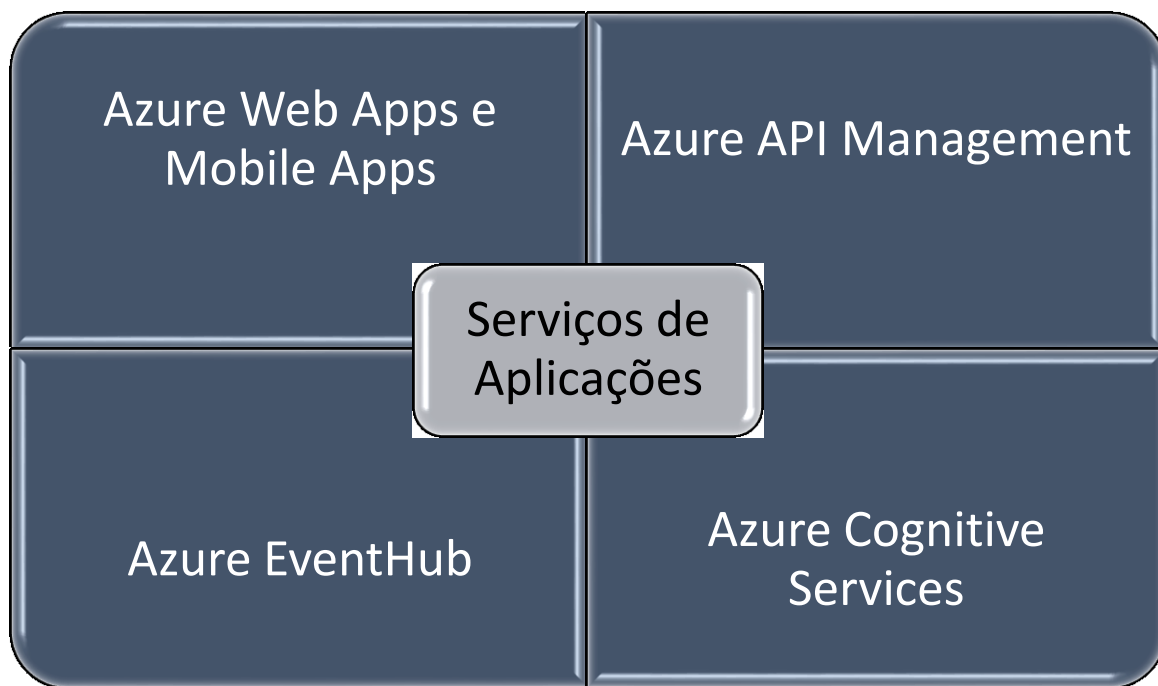 Azure Web Apps e
Mobile Apps
Azure API Management
Serviços de
Aplicações
Azure EventHub
Azure Cognitive
Services